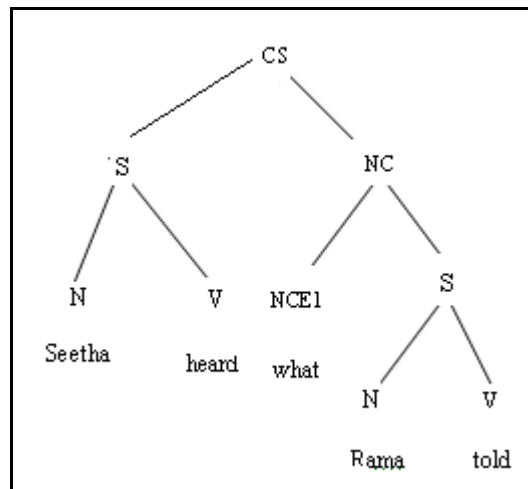 CS
S NC
N V NCE1 S
Seetha heard what
N V
Rama told